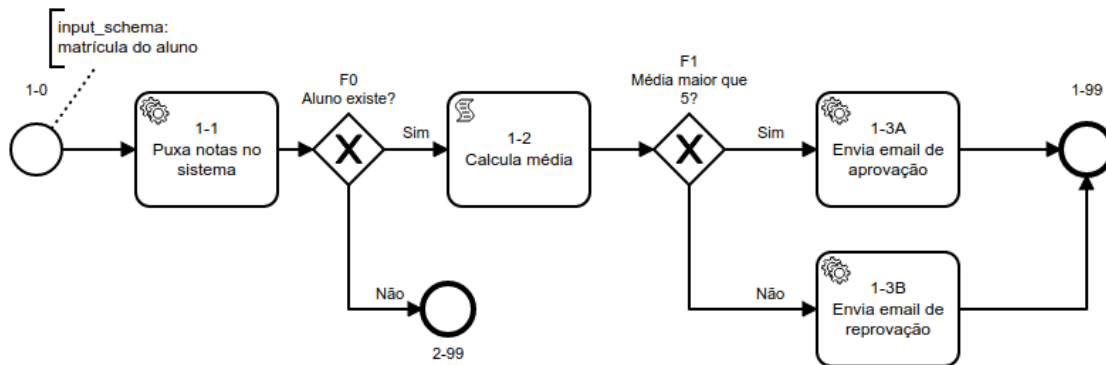 input_schema:
matrícula do aluno
1-0
1-1
Puxa notas no
sistema
F0
Aluno existe?
Sim
Não
2-99
1-2
Calcula média
F1
Média maior que
5?
Sim
Não
1-3A
Envia email de
aprovação
1-3B
Envia email de
reprovação
1-99